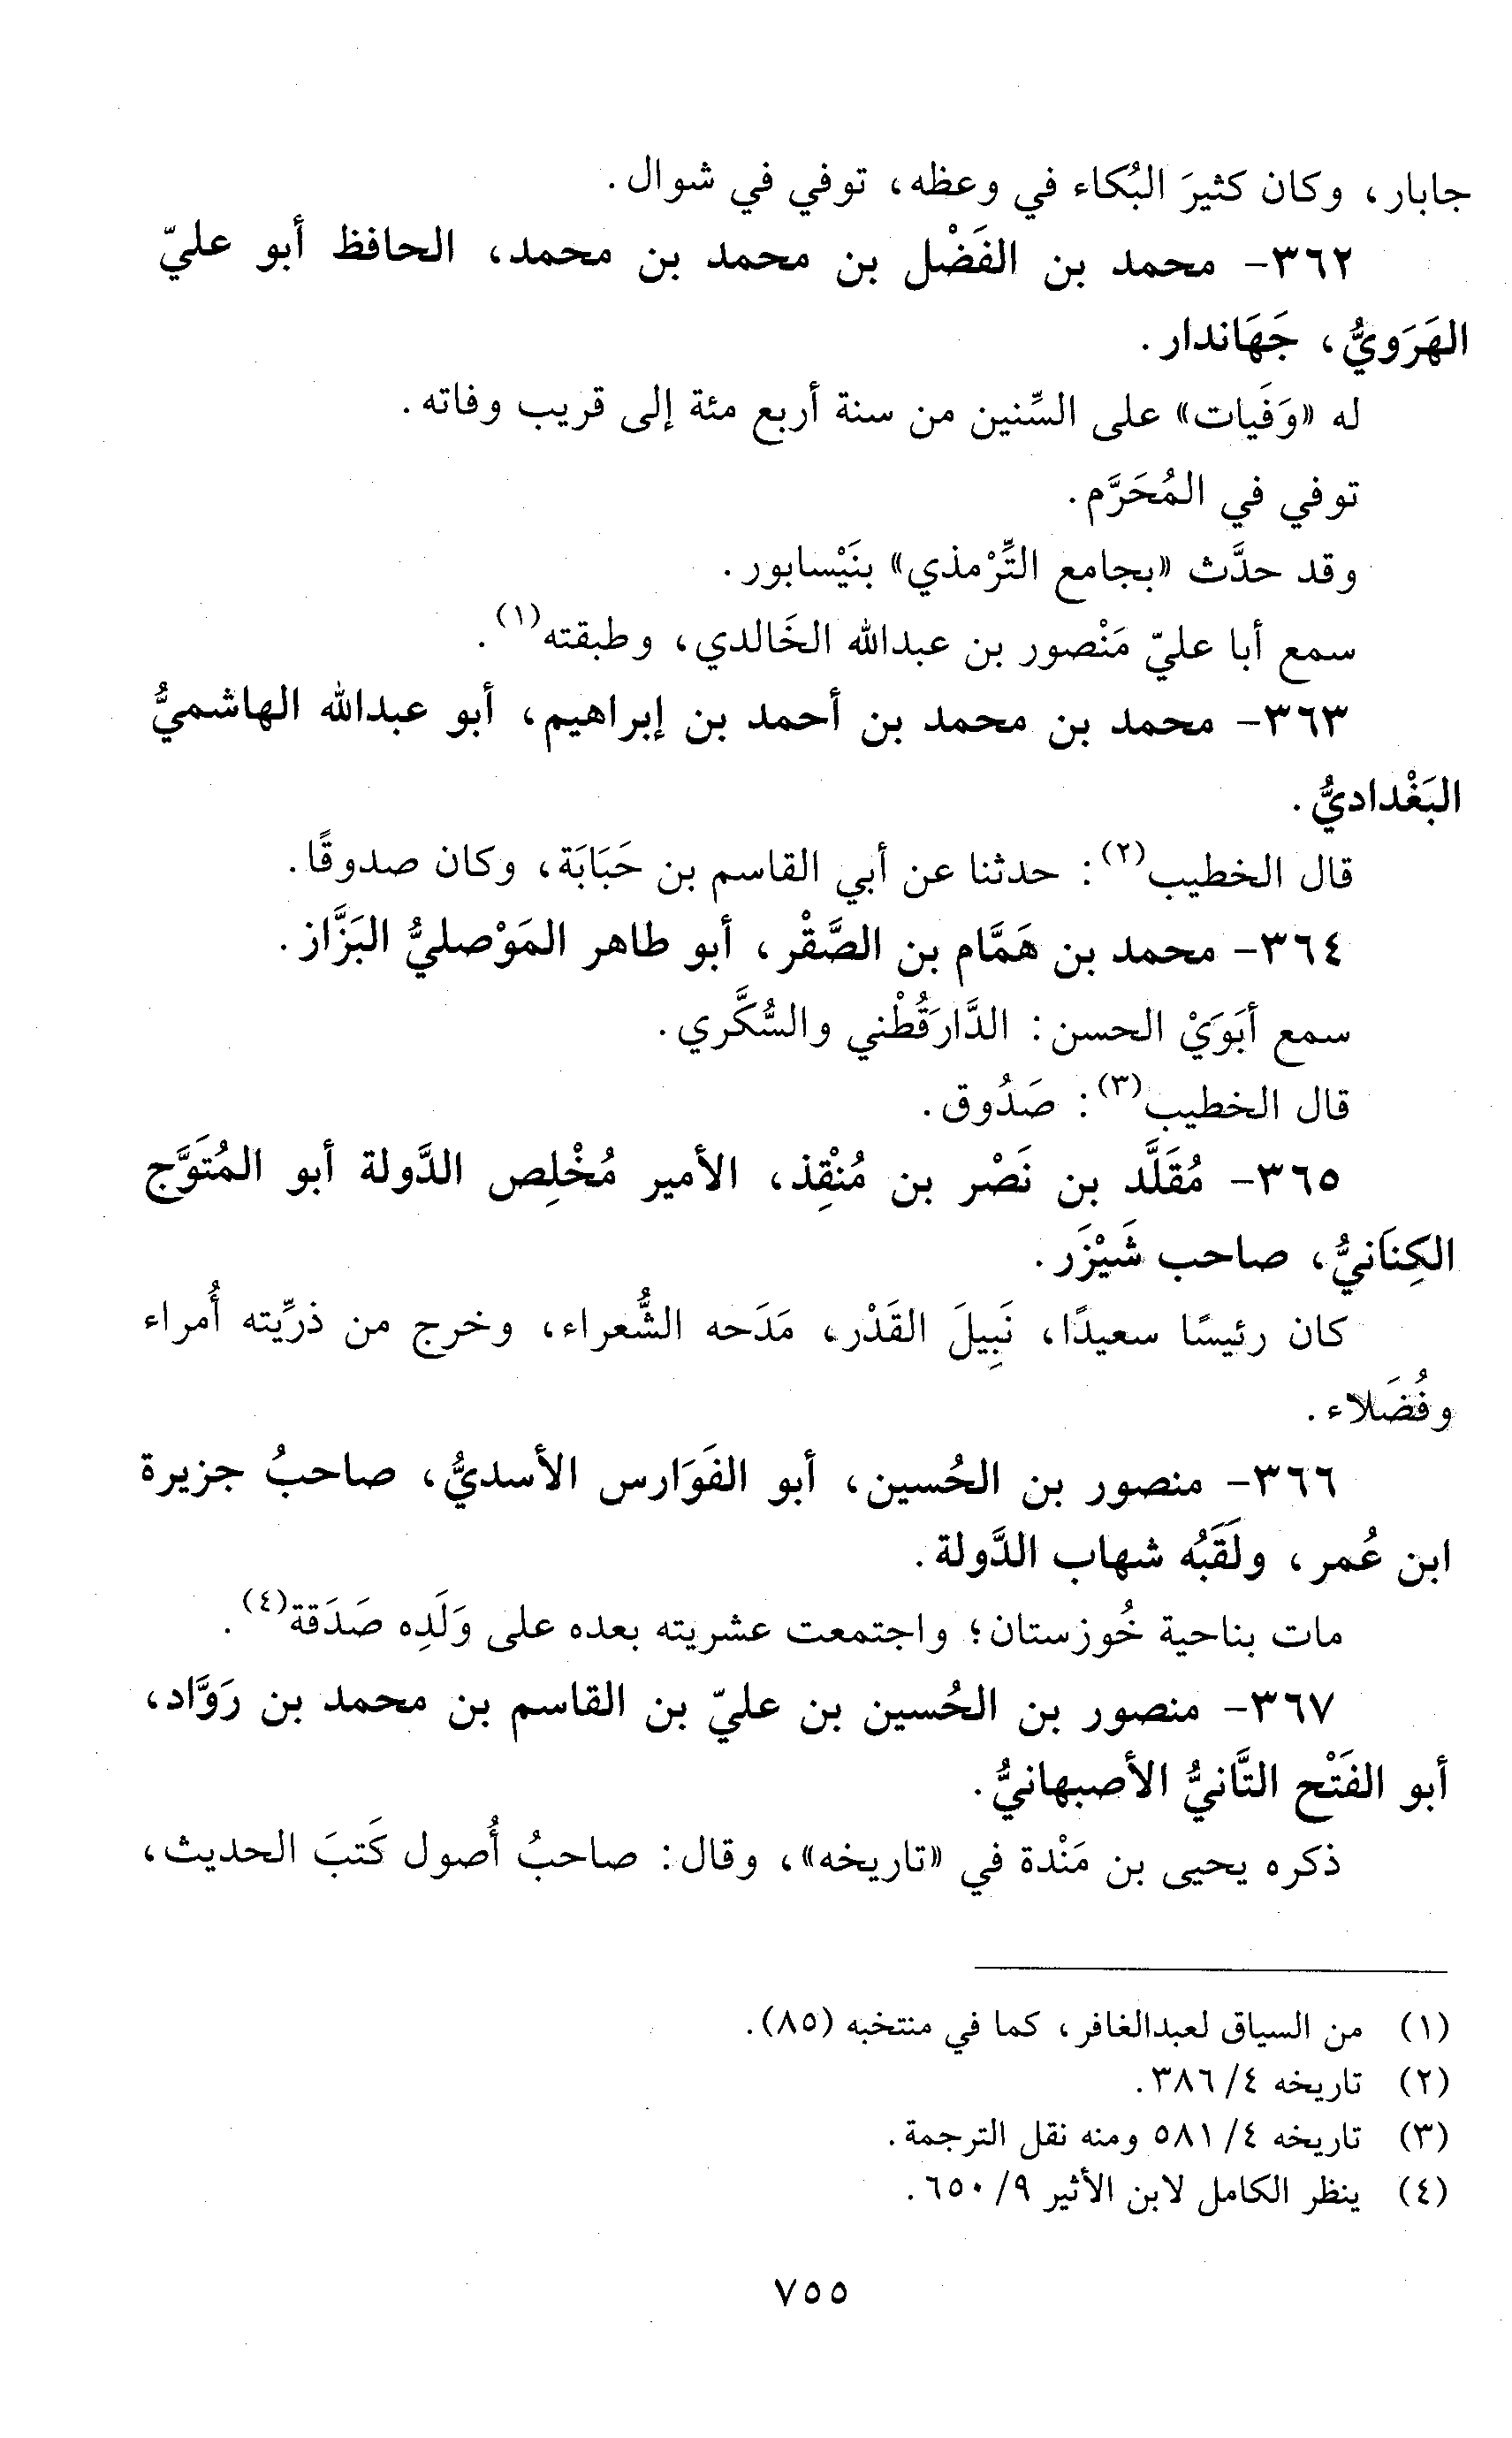 جابار، وكان كثيرَ البُكاء في وعظه، توفي في شوال.
٣٦٢- محمد بن الفَضْل بن محمد بن محمد، الحافظ أبو عليّ
الهَرَويُّ، جَهَاندار.
له «وَفَيات» على السِّنين من سنة أربع مئة إلى قريب وفاته.
توفي في المُحَرَّم.
وقد حدَّث «بجامع التِّرْمذي» بنَيْسابور.
سمع أبا عليّ مَنْصور بن عبدالله الخَالدي، وطبقته(١).
٣٦٣- محمد بن محمد بن أحمد بن إبراهيم، أبو عبدالله الهاشميُّ
البَغْداديُّ.
قال الخطيب(٢): حدثنا عن أبي القاسم بن حَبَابَة، وكان صدوقًا.
٣٦٤- محمد بن هَمَّام بن الصَّقْر، أبو طاهر المَوْصليُّ البَزَّاز.
سمع أبَوَيْ الحسن: الدَّارَقُطْني والسُّكَّري.
قال الخطيب(٣): صَدُوق.
٣٦٥- مُقَلَّد بن نَصْر بن مُنْقِذ، الأمير مُخْلِص الدَّولة أبو المُتَوَّج
الكِنَانيُّ، صاحب شَيْزَر.
كان رئيسًا سعيدًا، نَبِيلَ القَدْر، مَدَحه الشُّعراء، وخرج من ذرِّيته أُمراء
وفُضَلاء.
٣٦٦- منصور بن الحُسين، أبو الفَوَارس الأسديُّ، صاحبُ جزيرة
ابن عُمر، ولَقَبُه شهاب الدَّولة.
مات بناحية خُوزستان؛ واجتمعت عشريته بعده على وَلَدِه صَدَقة(٤).
٣٦٧- منصور بن الحُسين بن عليّ بن القاسم بن محمد بن رَوَّاد،
أبو الفَتْح التَّانيُّ الأصبهانيُّ.
ذكره يحيى بن مَنْدة في «تاريخه»، وقال: صاحبُ أُصول كَتبَ الحديث،
(١) من السياق لعبدالغافر، كما في منتخبه (٨٥).
(٢) تاريخه ٤/ ٣٨٦.
(٣) تاريخه ٤/ ٥٨١ ومنه نقل الترجمة.
(٤) ينظر الكامل لابن الأثير ٩/ ٦٥٠.
٧٥٥